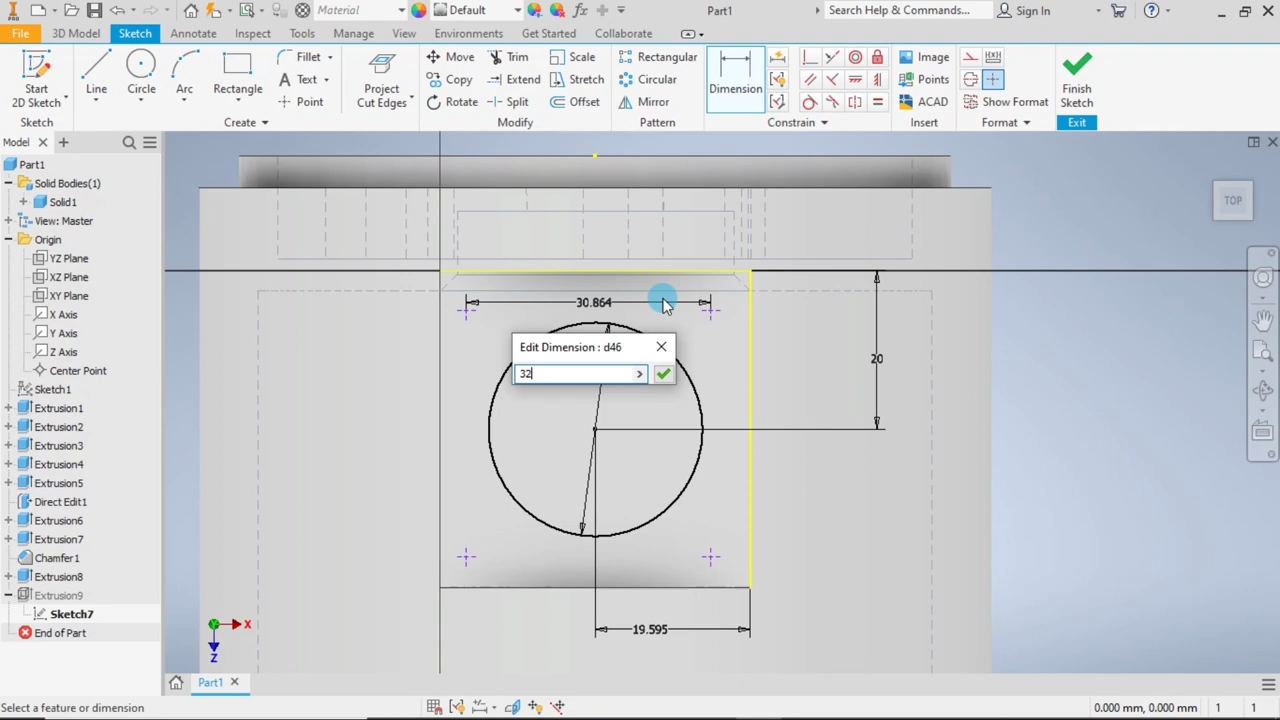 Material
Default
Part1
Search Help & Commands...
Sign In
File
3D Model
Sketch
Annotate
Inspect
Tools
Manage
View
Environments
Get Started
Collaborate
Start
2D Sketch
Line
Circle
Arc
Rectangle
Fillet
Text
Point
Project
Cut Edges
Move
Copy
Rotate
Trim
Extend
Split
Scale
Stretch
Offset
Rectangular
Circular
Mirror
Dimension
Image
Points
ACAD
Show Format
Finish
Sketch
Sketch
Create
Modify
Pattern
Constrain
Insert
Format
Exit
Model
Part1
Solid Bodies(1)
Solid1
View: Master
Origin
YZ Plane
XZ Plane
XY Plane
X Axis
Y Axis
Z Axis
Center Point
Sketch1
Extrusion1
Extrusion2
Extrusion3
Extrusion4
Extrusion5
Direct Edit1
Extrusion6
Extrusion7
Chamfer1
Extrusion8
Extrusion9
Sketch7
End of Part
TOP
30.864
Edit Dimension : d46
32
20
19.595
X
Z
Part1
Select a feature or dimension
0.000 mm, 0.000 mm
1
1